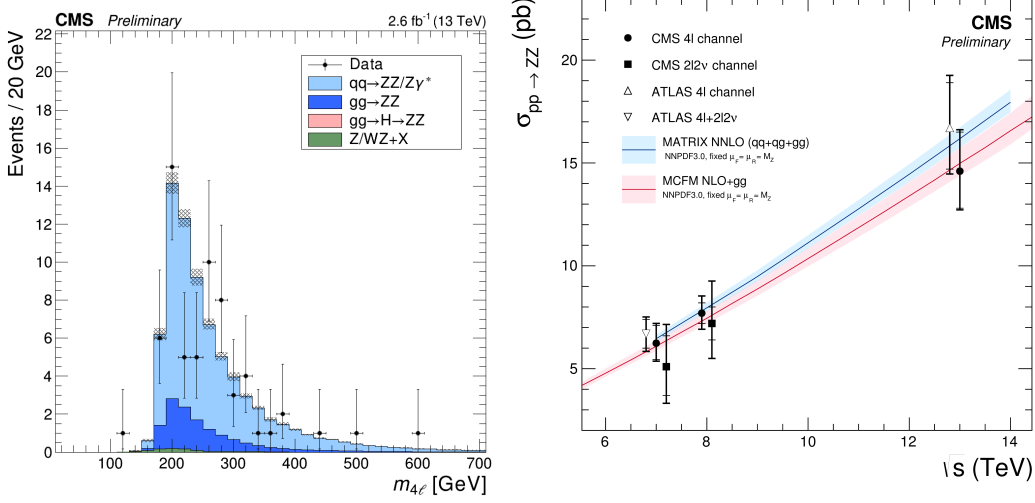 CMS Preliminary 2.6 fb⁻¹ (13 TeV)
Events / 20 GeV
22
20
18
16
14
12
10
8
6
4
2
0
Data
qq→ZZ/Zγ*
gg→ZZ
gg→H→ZZ
Z/WZ+X
100 200 300 400 500 600 700
m4ℓ [GeV]
σpp → ZZ (pb)
CMS
Preliminary
20
15
10
5
CMS 4l channel
CMS 2l2ν channel
ATLAS 4l channel
ATLAS 4l+2l2ν
MATRIX NNLO (qq+qg+gg)
NNPDF3.0, fixed μF= μR= MZ
MCFM NLO+gg
NNPDF3.0, fixed μF= μR= MZ
6 8 10 12 14
√s (TeV)